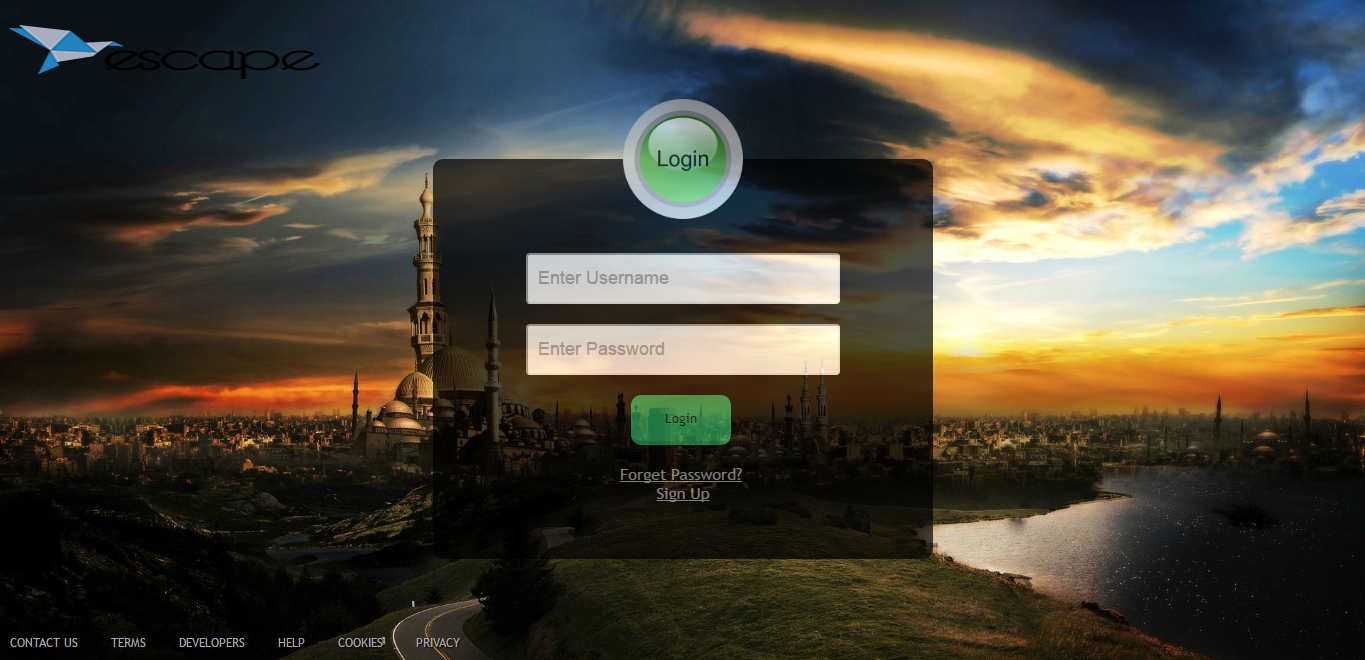 escape
Login
Enter Username
Enter Password
Login
Forget Password?
Sign Up
CONTACT US TERMS DEVELOPERS HELP COOKIES PRIVACY